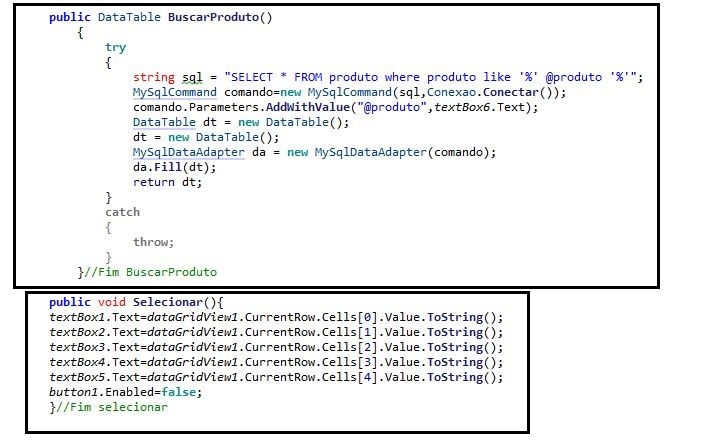 public DataTable BuscarProduto()
{
try
{
string sql = "SELECT * FROM produto where produto like '%' @produto '%'";
MySqlCommand comando=new MySqlCommand(sql,Conexao.Conectar());
comando.Parameters.AddWithValue("@produto",textBox6.Text);
DataTable dt = new DataTable();
dt = new DataTable();
MySqlDataAdapter da = new MySqlDataAdapter(comando);
da.Fill(dt);
return dt;
}
catch
{
throw;
}
}//Fim BuscarProduto
public void Selecionar(){
textBox1.Text=dataGridView1.CurrentRow.Cells[0].Value.ToString();
textBox2.Text=dataGridView1.CurrentRow.Cells[1].Value.ToString();
textBox3.Text=dataGridView1.CurrentRow.Cells[2].Value.ToString();
textBox4.Text=dataGridView1.CurrentRow.Cells[3].Value.ToString();
textBox5.Text=dataGridView1.CurrentRow.Cells[4].Value.ToString();
button1.Enabled=false;
}//Fim selecionar